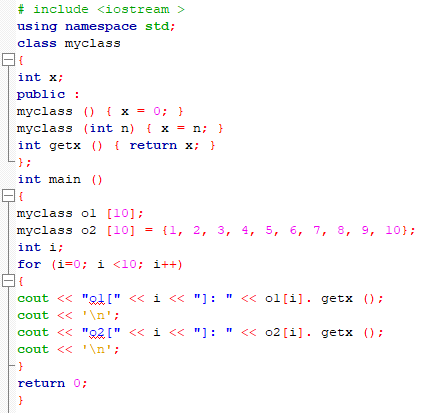 # include <iostream >
using namespace std;
class myclass
{
int x;
public :
myclass () { x = 0; }
myclass (int n) { x = n; }
int getx () { return x; }
};
int main ()
{
myclass o1 [10];
myclass o2 [10] = {1, 2, 3, 4, 5, 6, 7, 8, 9, 10};
int i;
for (i=0; i <10; i++)
{
cout << "o1[" << i << "]: " << o1[i]. getx ();
cout << '\n';
cout << "o2[" << i << "]: " << o2[i]. getx ();
cout << '\n';
}
return 0;
}